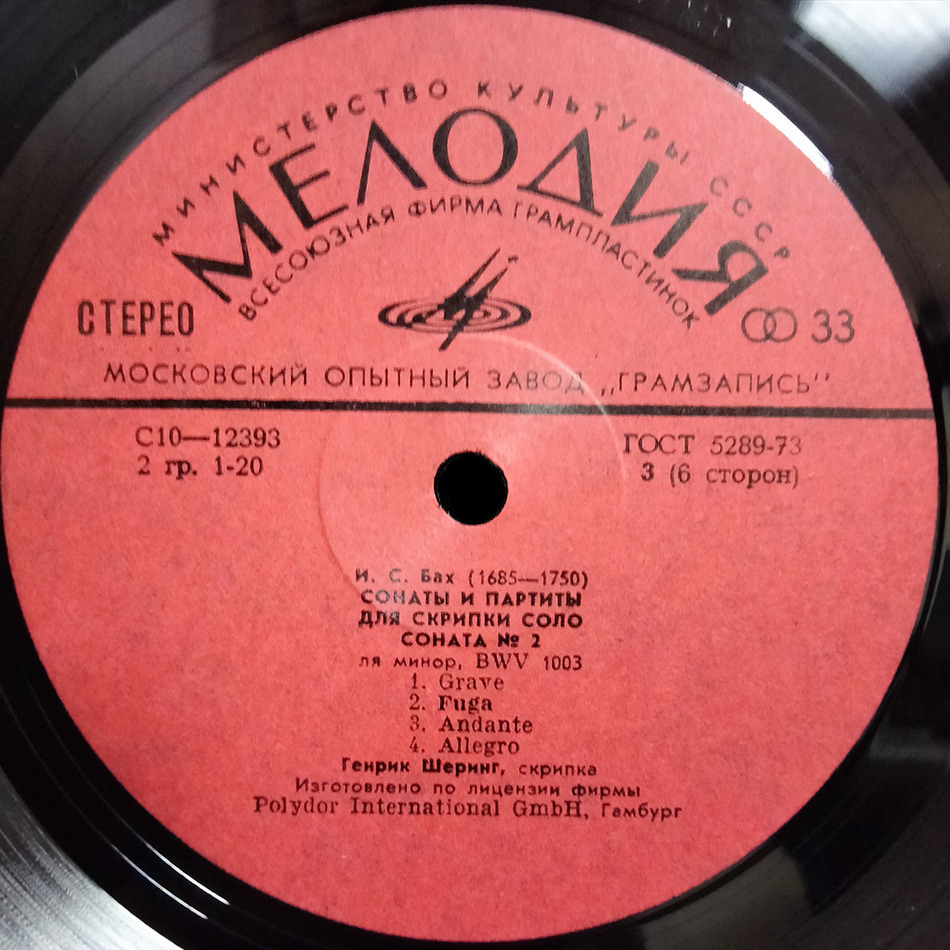 МИНИСТЕРСТВО КУЛЬТУРЫ СССР
МЕЛОДИЯ
ВСЕСОЮЗНАЯ ФИРМА ГРАМПЛАСТИНОК
СТЕРЕО
33
МОСКОВСКИЙ ОПЫТНЫЙ ЗАВОД „ГРАМЗАПИСЬ"
С10—12393
ГОСТ 5289-73
2 гр. 1-20
3 (6 сторон)
И. С. Бах (1685—1750)
СОНАТЫ И ПАРТИТЫ
ДЛЯ СКРИПКИ СОЛО
СОНАТА № 2
ля минор, BWV 1003
1. Grave
2. Fuga
3. Andante
4. Allegro
Генрик Шеринг, скрипка
Изготовлено по лицензии фирмы
Polydor International GmbH, Гамбург